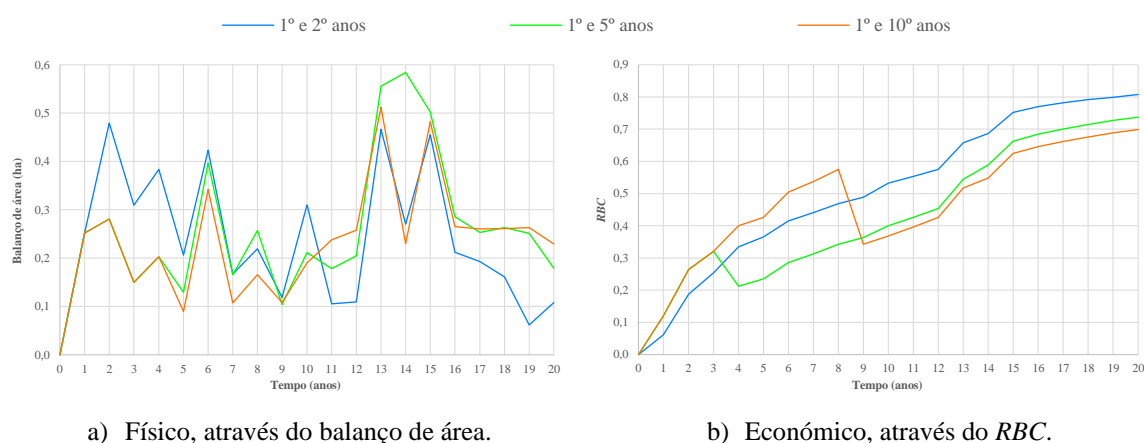 1º e 2º anos 1º e 5º anos 1º e 10º anos
Balanço de área (ha)
0,6
0,5
0,4
0,3
0,2
0,1
0,0
0 1 2 3 4 5 6 7 8 9 10 11 12 13 14 15 16 17 18 19 20
Tempo (anos)
a) Físico, através do balanço de área.
RBC
0,9
0,8
0,7
0,6
0,5
0,4
0,3
0,2
0,1
0,0
0 1 2 3 4 5 6 7 8 9 10 11 12 13 14 15 16 17 18 19 20
Tempo (anos)
b) Económico, através do RBC.